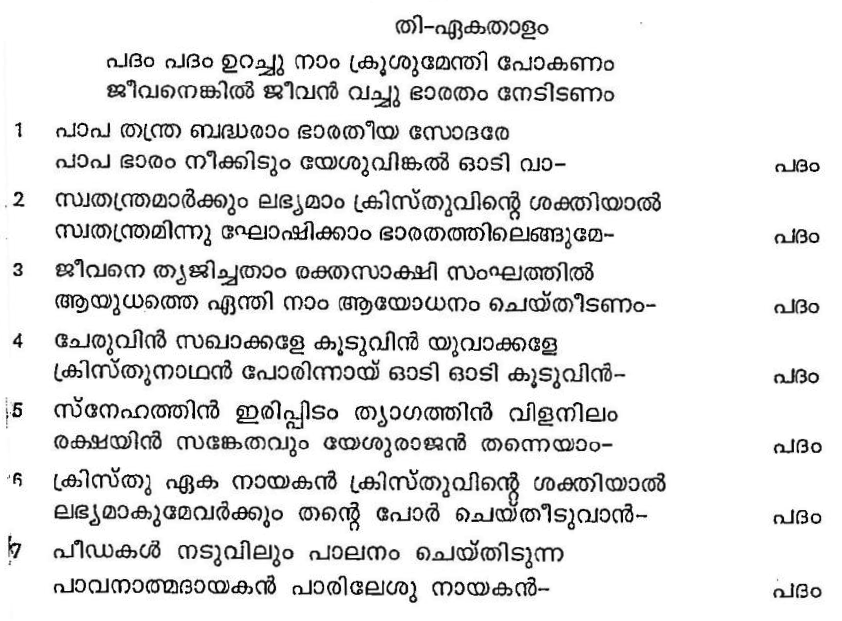 തി-ഏകതാളം
പദം പദം ഉറച്ചു നാം ക്രൂശുമേന്തി പോകണം
ജീവനെങ്കിൽ ജീവൻ വച്ചു ഭാരതം നേടിടണം
1 പാപ തന്ത്ര ബദ്ധരാം ഭാരതീയ സോദരേ
പാപ ഭാരം നീക്കിടും യേശുവിങ്കൽ ഓടി വാ- പദം
2 സ്വതന്ത്രമാർക്കും ലഭ്യമാം ക്രിസ്തുവിന്റെ ശക്തിയാൽ
സ്വതന്ത്രമിന്നു ഘോഷിക്കാം ഭാരതത്തിലെങ്ങുമേ- പദം
3 ജീവനെ ത്യജിച്ചതാം രക്തസാക്ഷി സംഘത്തിൽ
ആയുധത്തെ ഏന്തി നാം ആയോധനം ചെയ്തീടണം- പദം
4 ചേരുവിൻ സഖാക്കളേ കൂടുവിൻ യുവാക്കളേ
ക്രിസ്തുനാഥൻ പോരിന്നായ് ഓടി ഓടി കൂടുവിൻ- പദം
5 സ്നേഹത്തിൻ ഇരിപ്പിടം ത്യാഗത്തിൻ വിളനിലം
രക്ഷയിൻ സങ്കേതവും യേശുരാജൻ തന്നെയാം- പദം
6 ക്രിസ്തു ഏക നായകൻ ക്രിസ്തുവിന്റെ ശക്തിയാൽ
ലഭ്യമാകുമേവർക്കും തന്റെ പോർ ചെയ്തീടുവാൻ- പദം
7 പീഡകൾ നടുവിലും പാലനം ചെയ്തിടുന്ന
പാവനാത്മദായകൻ പാരിലേശു നായകൻ- പദം